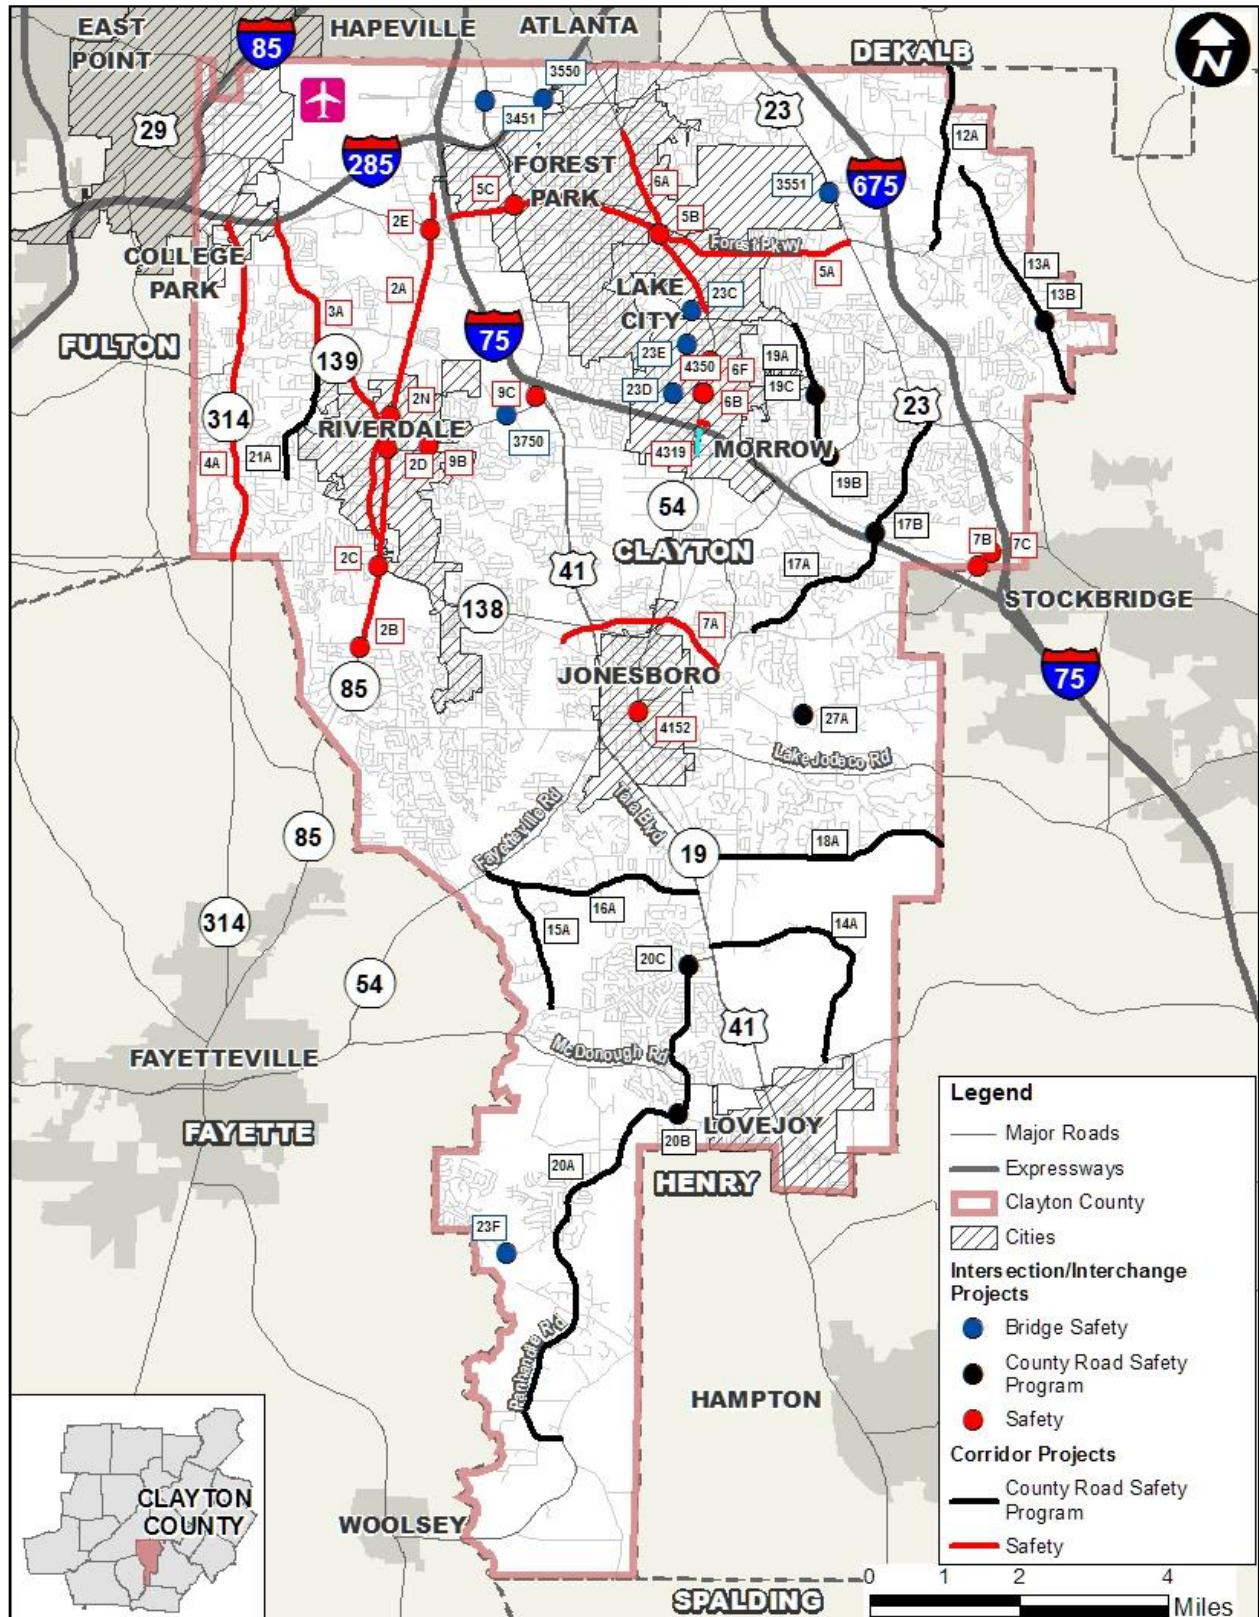 EAST
POINT
85
HAPEVILLE
ATLANTA
DEKALB
N
3550
3451
29
23
12A
285
FOREST
PARK
6A
5C
5B
3551
675
2E
Forest Pkwy
5A
COLLEGE
PARK
2A
LAKE
CITY
23C
13A
13B
3A
FULTON
75
139
23E
4350
6F
19A
19C
23D
6B
314
2N
9C
23
RIVERDALE
3750
MORROW
4A
21A
2D
9B
4319
19B
54
17B
CLAYTON
7B
7C
2C
41
17A
138
STOCKBRIDGE
2B
7A
85
JONESBORO
75
4152
27A
Lake Jodeco Rd
Fayetteville Rd
Tara Blvd
85
19
18A
16A
314
15A
14A
54
20C
41
McDonough Rd
FAYETTEVILLE
FAYETTE
LOVEJOY
20B
20A
HENRY
23F
Panhandle Rd
HAMPTON
WOOLSEY
SPALDING
CLAYTON
COUNTY
Legend
Major Roads
Expressways
Clayton County
Cities
Intersection/Interchange
Projects
Bridge Safety
County Road Safety
Program
Safety
Corridor Projects
County Road Safety
Program
Safety
0 1 2 4
Miles